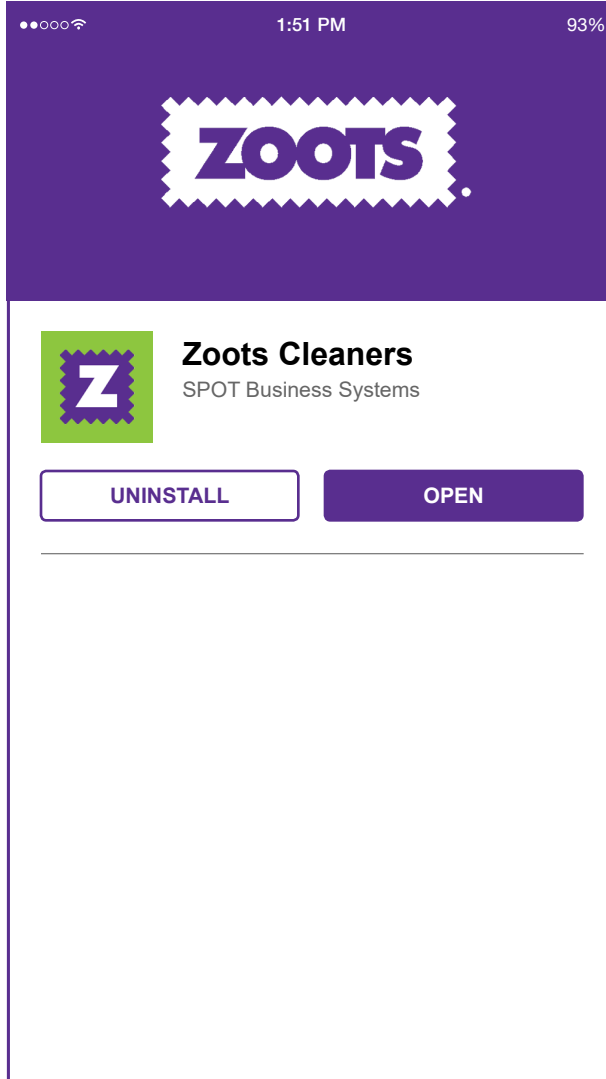 1:51 PM 93%
ZOOTS
Z
Zoots Cleaners
SPOT Business Systems
UNINSTALL OPEN